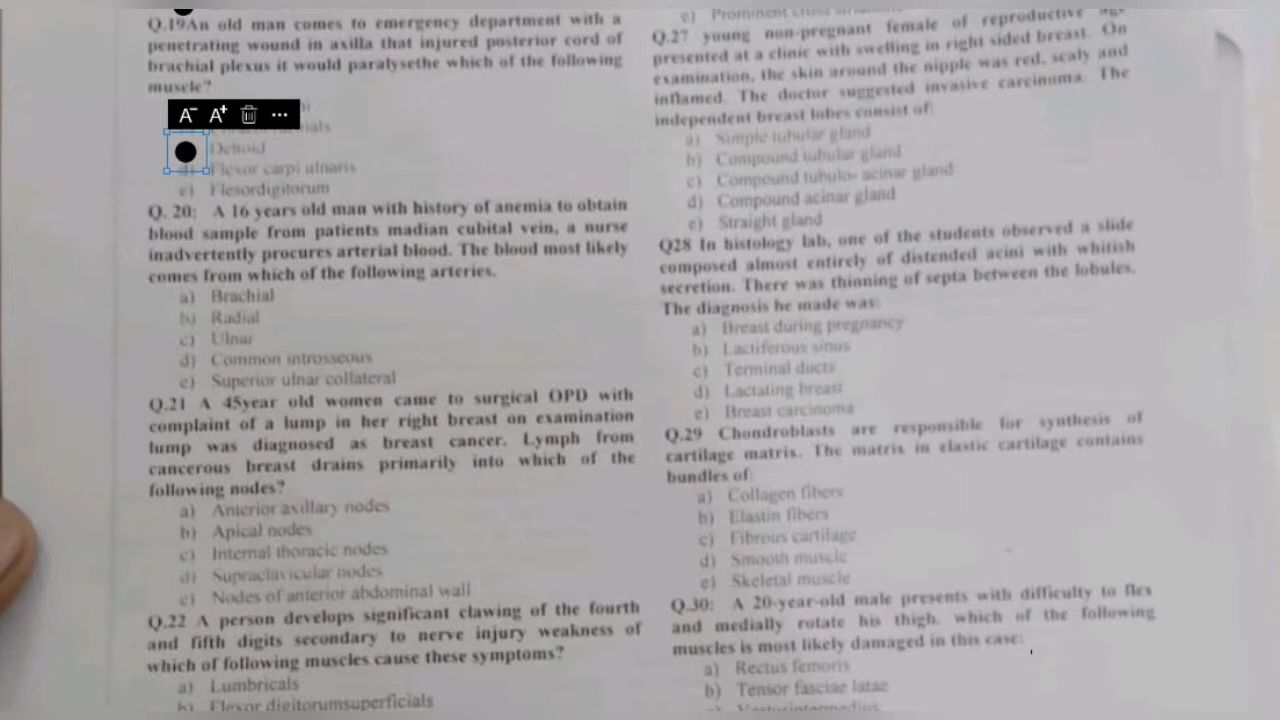 Q.19An old man comes to emergency department with a
penetrating wound in axilla that injured posterior cord of
brachial plexus it would paralysethe which of the following
muscle?
A- A+ ...
Deltoid
d) Flexor carpi ulnaris
e) Flesordigitorum
Q. 20: A 16 years old man with history of anemia to obtain
blood sample from patients madian cubital vein, a nurse
inadvertently procures arterial blood. The blood most likely
comes from which of the following arteries.
a) Brachial
b) Radial
c) Ulnar
d) Common introsseous
e) Superior ulnar collateral
Q.21 A 45year old women came to surgical OPD with
complaint of a lump in her right breast on examination
lump was diagnosed as breast cancer. Lymph from
cancerous breast drains primarily into which of the
following nodes?
a) Anterior axillary nodes
b) Apical nodes
c) Internal thoracic nodes
d) Supraclavicular nodes
e) Nodes of anterior abdominal wall
Q.22 A person develops significant clawing of the fourth
and fifth digits secondary to nerve injury weakness of
which of following muscles cause these symptoms?
a) Lumbricals
b) Flexor digitorumsuperficials
e) Prominent cross striations
Q.27 young non-pregnant female of reproductive age
presented at a clinic with swelling in right sided breast. On
examination, the skin around the nipple was red, scaly and
inflamed. The doctor suggested invasive carcinoma. The
independent breast lobes consist of:
a) Simple tubular gland
b) Compound tubular gland
c) Compound tubulo- acinar gland
d) Compound acinar gland
e) Straight gland
Q28 In histology lab, one of the students observed a slide
composed almost entirely of distended acini with whitish
secretion. There was thinning of septa between the lobules.
The diagnosis he made was:
a) Breast during pregnancy
b) Lactiferous sinus
c) Terminal ducts
d) Lactating breast
e) Breast carcinoma
Q.29 Chondroblasts are responsible for synthesis of
cartilage matris. The matrix in elastic cartilage contains
bundles of:
a) Collagen fibers
b) Elastin fibers
c) Fibrous cartilage
d) Smooth muscle
e) Skeletal muscle
Q.30: A 20-year-old male presents with difficulty to fles
and medially rotate his thigh. which of the following
muscles is most likely damaged in this case:
a) Rectus femoris
b) Tensor fasciae latae
Vastusintermedius